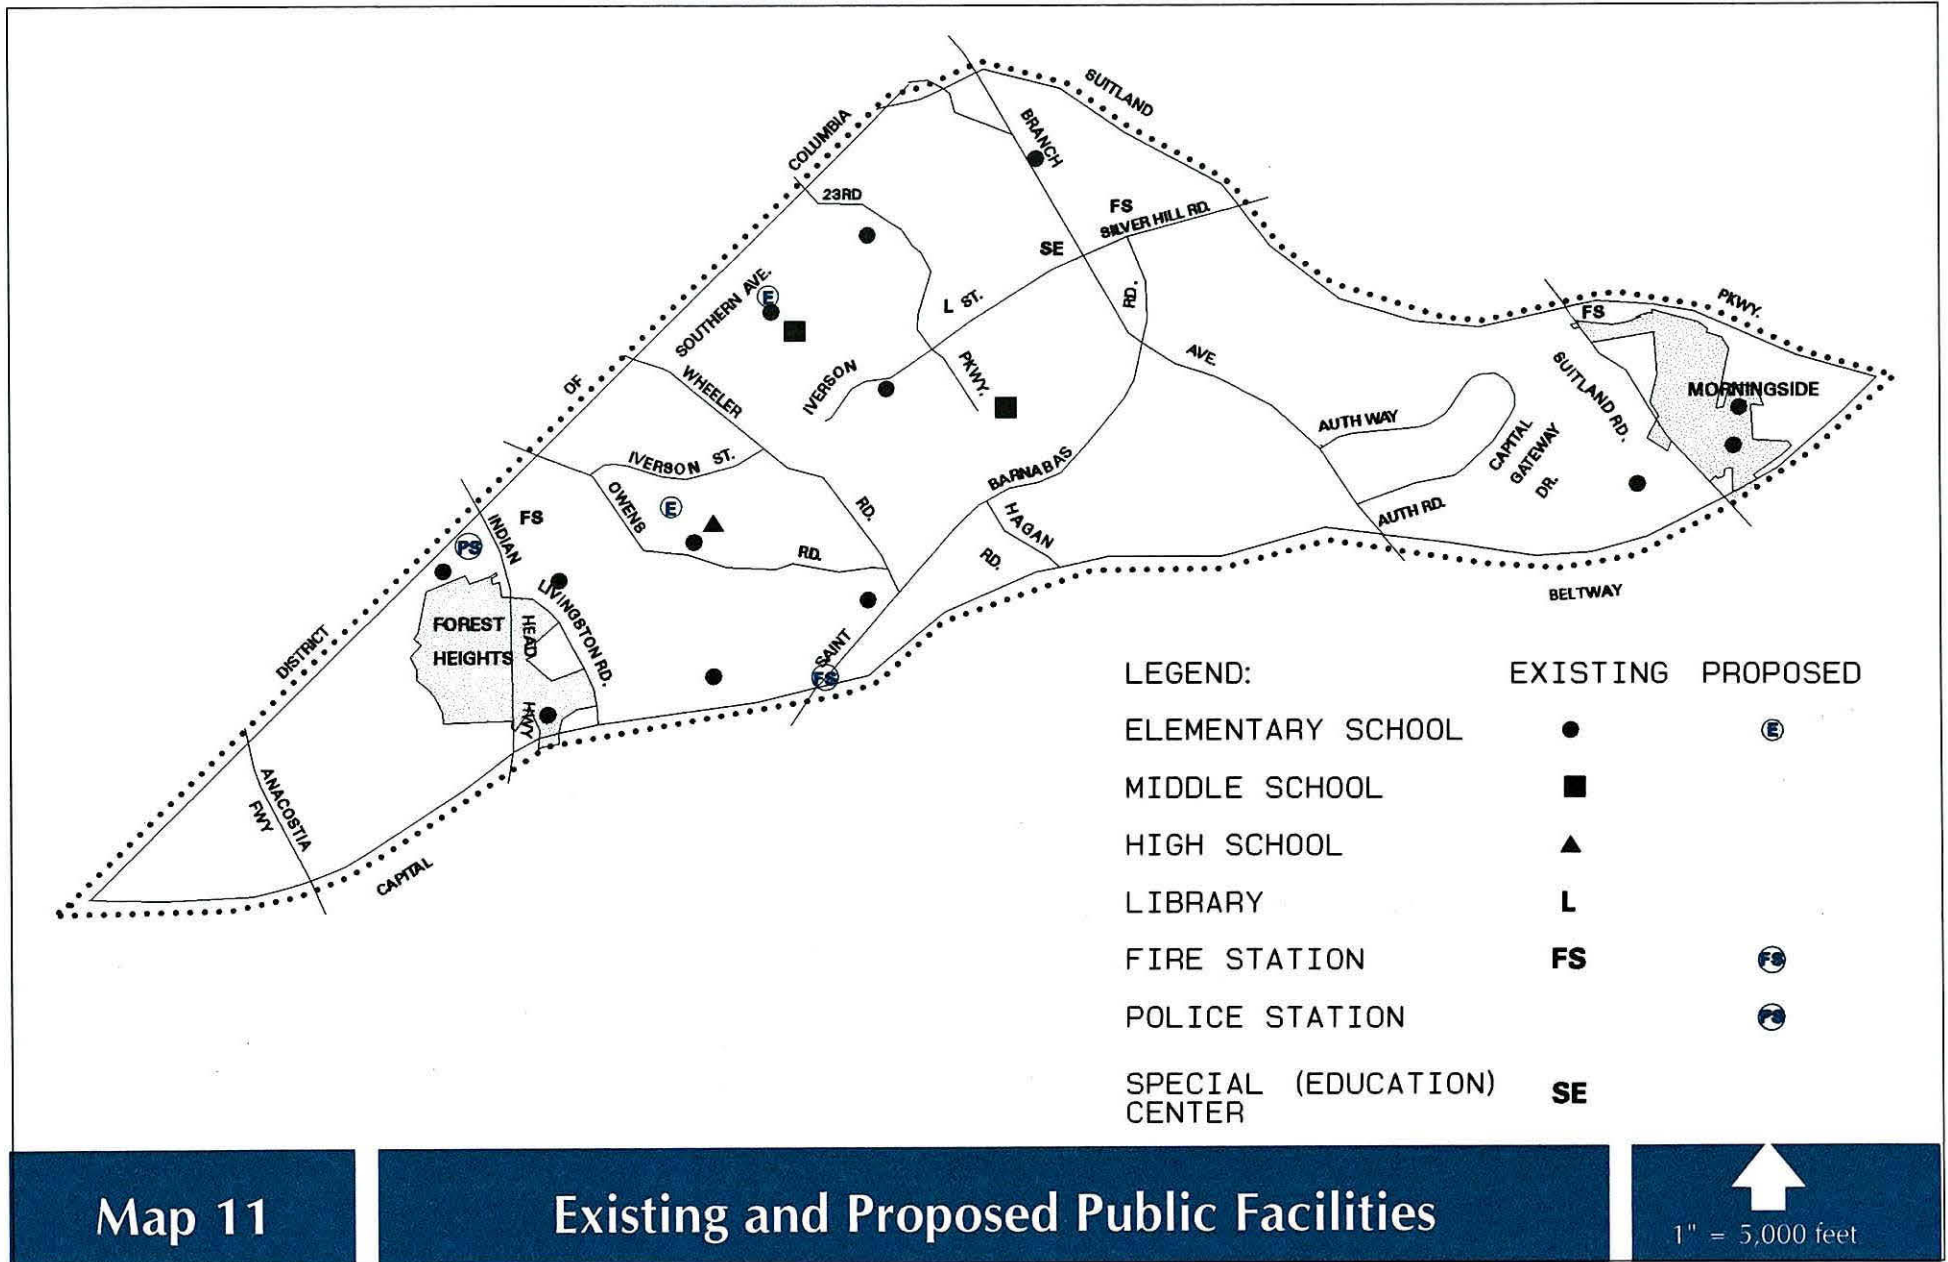 SUITLAND
COLUMBIA
BRANCH
23RD
FS
SILVER HILL RD.
SE
SOUTHERN AVE.
E
L ST.
RD.
PKWY.
FS
OF
WHEELER
IVERSON
PKWY.
AVE.
SUITLAND RD.
MORNINGSIDE
AUTH WAY
CAPITAL
GATEWAY
DR.
IVERSON ST.
BARNABAS
OWENS
E
RD.
HAGAN
RD.
AUTH RD.
INDIAN
FS
PS
RD.
BELTWAY
LIVINGSTON RD.
FOREST
HEIGHTS
HEAD
HWY
DISTRICT
SAINT
FS
ANACOSTIA
FWY
CAPITAL
LEGEND: EXISTING PROPOSED
ELEMENTARY SCHOOL E
MIDDLE SCHOOL
HIGH SCHOOL
LIBRARY L
FIRE STATION FS FS
POLICE STATION PS
SPECIAL (EDUCATION)
CENTER SE
Map 11
Existing and Proposed Public Facilities
1" = 5,000 feet